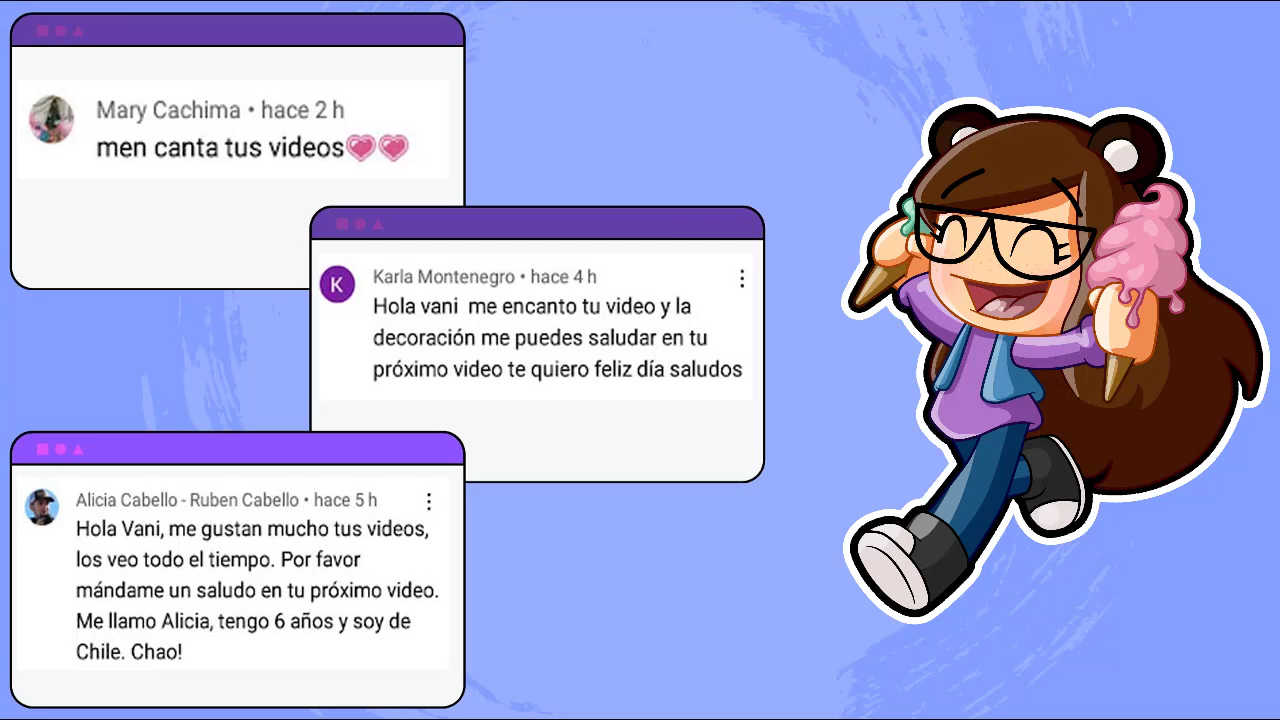 Mary Cachima • hace 2 h
men canta tus videos💗💗
K
Karla Montenegro • hace 4 h
Hola vani me encanto tu video y la
decoración me puedes saludar en tu
próximo video te quiero feliz día saludos
Alicia Cabello - Ruben Cabello • hace 5 h
Hola Vani, me gustan mucho tus videos,
los veo todo el tiempo. Por favor
mándame un saludo en tu próximo video.
Me llamo Alicia, tengo 6 años y soy de
Chile. Chao!